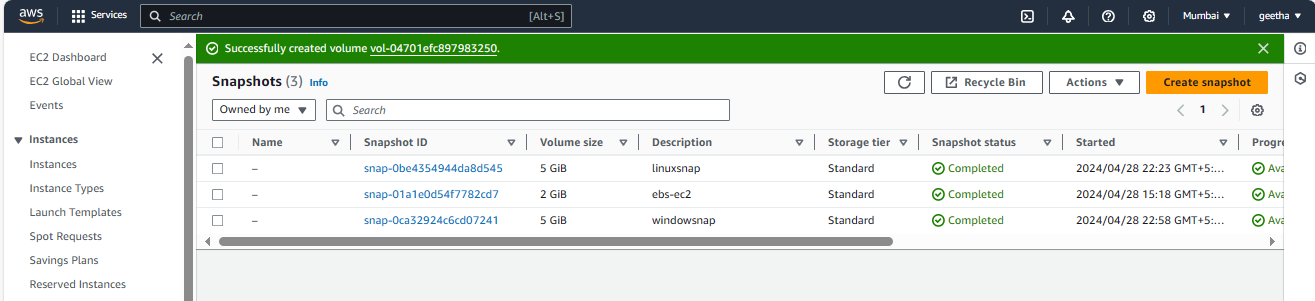 aws Services Search [Alt+S] Mumbai ▼ geetha ▼
EC2 Dashboard
EC2 Global View
Events
Instances
Instances
Instance Types
Launch Templates
Spot Requests
Savings Plans
Reserved Instances
Successfully created volume vol-04701efc897983250.
Snapshots (3) Info
Recycle Bin
Actions ▼
Create snapshot
Owned by me ▼
Search
1
Name Snapshot ID Volume size Description Storage tier Snapshot status Started Progre
– snap-0be4354944da8d545 5 GiB linuxsnap Standard Completed 2024/04/28 22:23 GMT+5:... Ava
– snap-01a1e0d54f7782cd7 2 GiB ebs-ec2 Standard Completed 2024/04/28 15:18 GMT+5:... Ava
– snap-0ca32924c6cd07241 5 GiB windowsnap Standard Completed 2024/04/28 22:58 GMT+5:... Ava